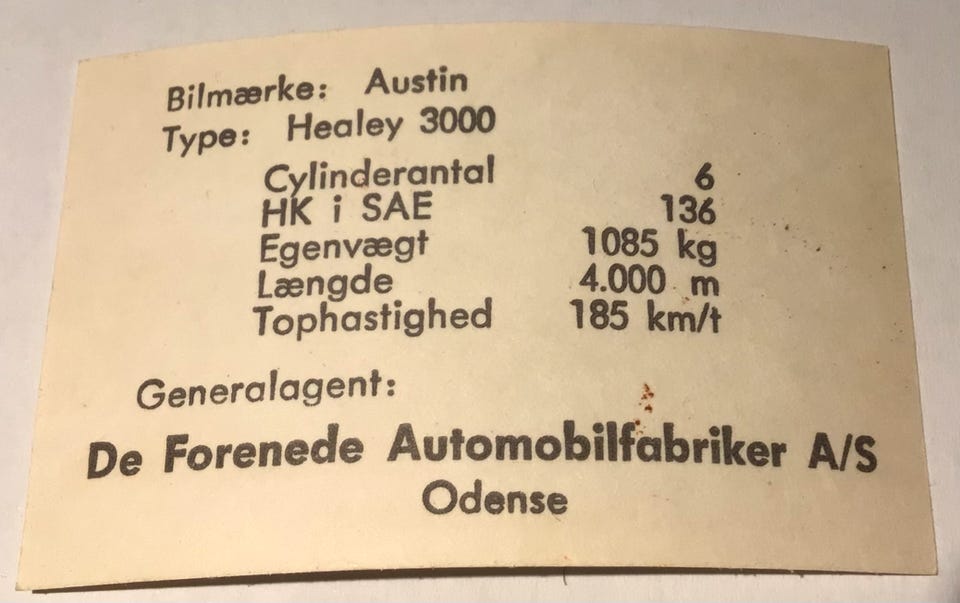 Bilmærke: Austin
Type: Healey 3000
Cylinderantal 6
HK i SAE 136
Egenvægt 1085 kg
Længde 4.000 m
Tophastighed 185 km/t
Generalagent:
De Forenede Automobilfabriker A/S
Odense